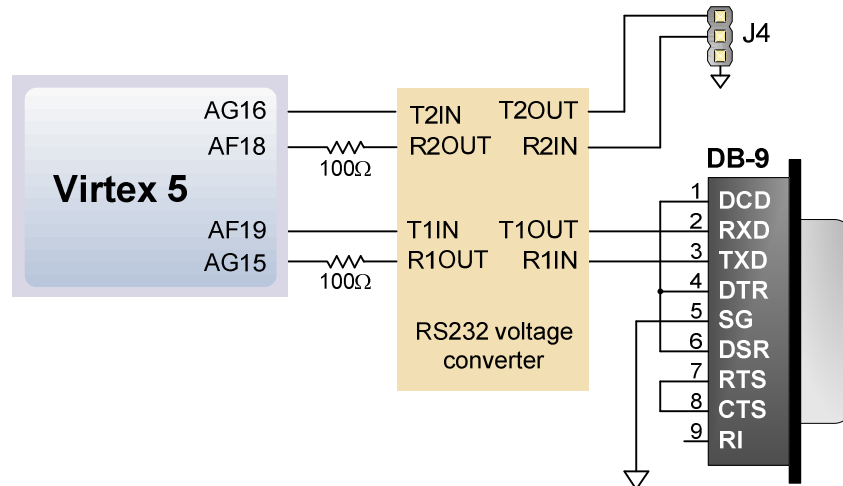 J4
AG16
AF18
100Ω
Virtex 5
AF19
AG15
100Ω
T2IN T2OUT
R2OUT R2IN
T1IN T1OUT
R1OUT R1IN
RS232 voltage
converter
DB-9
1 DCD
2 RXD
3 TXD
4 DTR
5 SG
6 DSR
7 RTS
8 CTS
9 RI